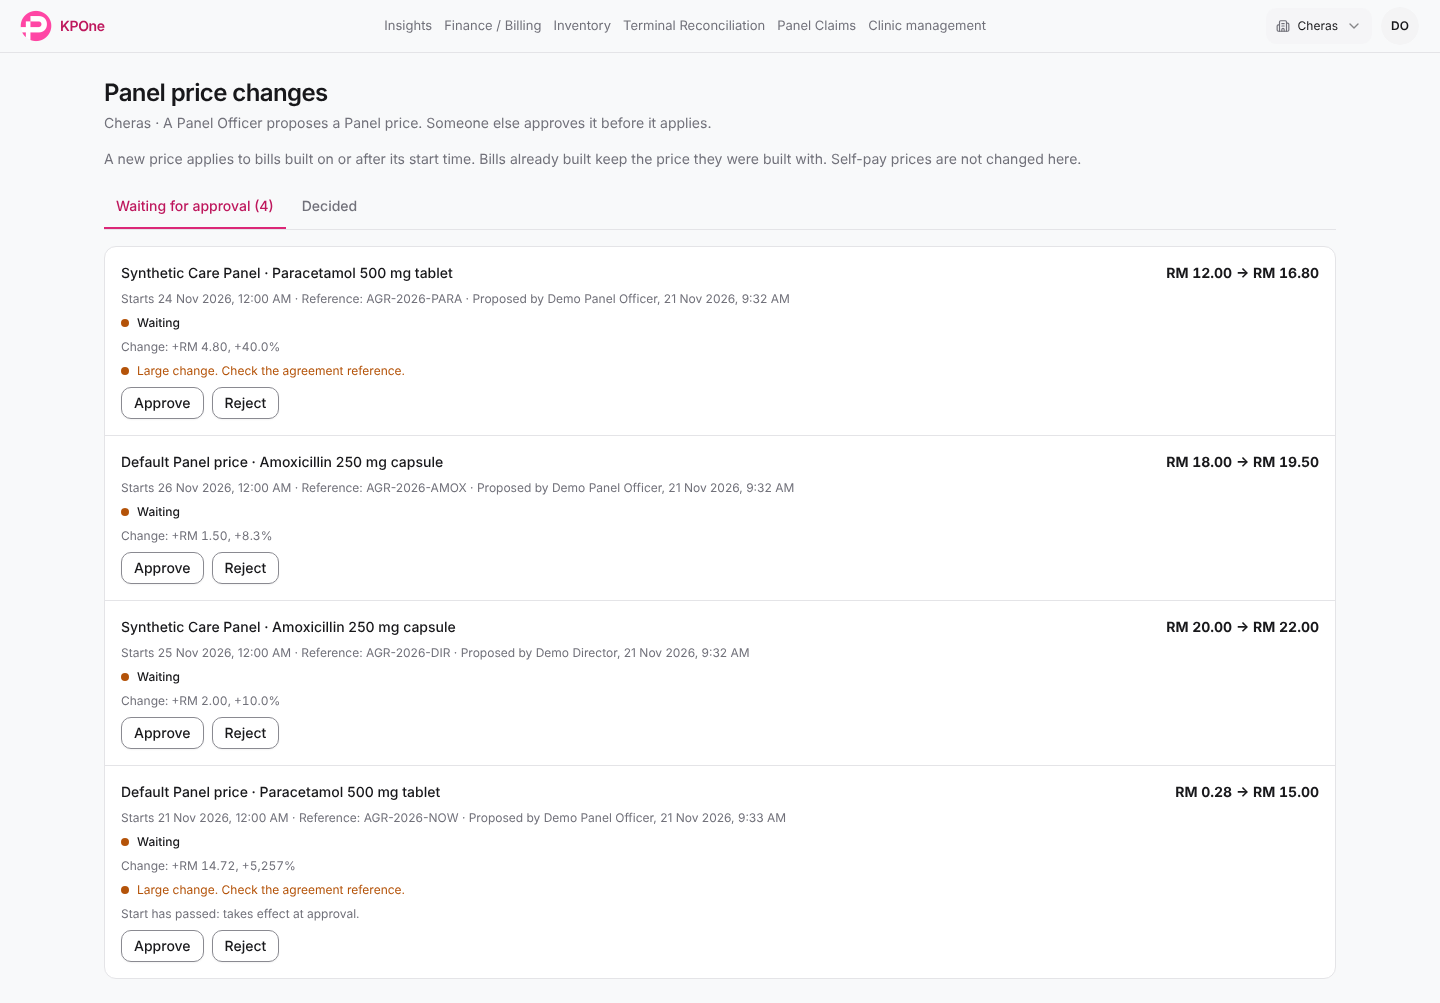 KPOne
Insights Finance / Billing Inventory Terminal Reconciliation Panel Claims Clinic management
Cheras
DO
Panel price changes
Cheras · A Panel Officer proposes a Panel price. Someone else approves it before it applies.
A new price applies to bills built on or after its start time. Bills already built keep the price they were built with. Self-pay prices are not changed here.
Waiting for approval (4) Decided
Synthetic Care Panel · Paracetamol 500 mg tablet RM 12.00 → RM 16.80
Starts 24 Nov 2026, 12:00 AM · Reference: AGR-2026-PARA · Proposed by Demo Panel Officer, 21 Nov 2026, 9:32 AM
Waiting
Change: +RM 4.80, +40.0%
Large change. Check the agreement reference.
Approve Reject
Default Panel price · Amoxicillin 250 mg capsule RM 18.00 → RM 19.50
Starts 26 Nov 2026, 12:00 AM · Reference: AGR-2026-AMOX · Proposed by Demo Panel Officer, 21 Nov 2026, 9:32 AM
Waiting
Change: +RM 1.50, +8.3%
Approve Reject
Synthetic Care Panel · Amoxicillin 250 mg capsule RM 20.00 → RM 22.00
Starts 25 Nov 2026, 12:00 AM · Reference: AGR-2026-DIR · Proposed by Demo Director, 21 Nov 2026, 9:32 AM
Waiting
Change: +RM 2.00, +10.0%
Approve Reject
Default Panel price · Paracetamol 500 mg tablet RM 0.28 → RM 15.00
Starts 21 Nov 2026, 12:00 AM · Reference: AGR-2026-NOW · Proposed by Demo Panel Officer, 21 Nov 2026, 9:33 AM
Waiting
Change: +RM 14.72, +5,257%
Large change. Check the agreement reference.
Start has passed: takes effect at approval.
Approve Reject